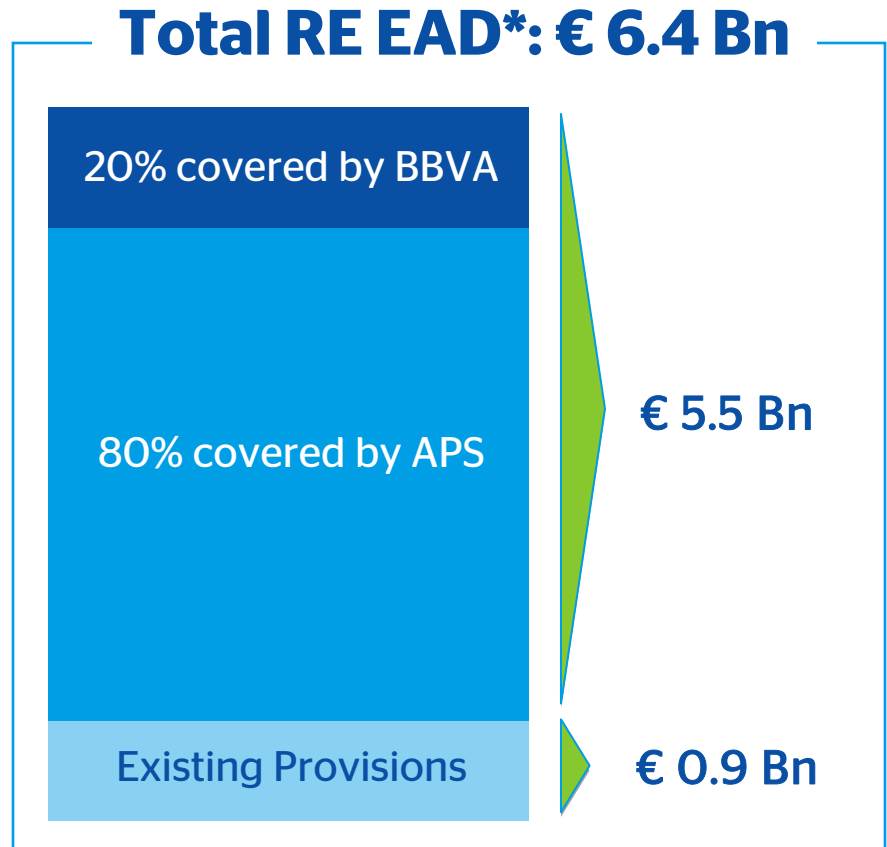 Total RE EAD*: € 6.4 Bn
20% covered by BBVA
80% covered by APS
€ 5.5 Bn
Existing Provisions
€ 0.9 Bn